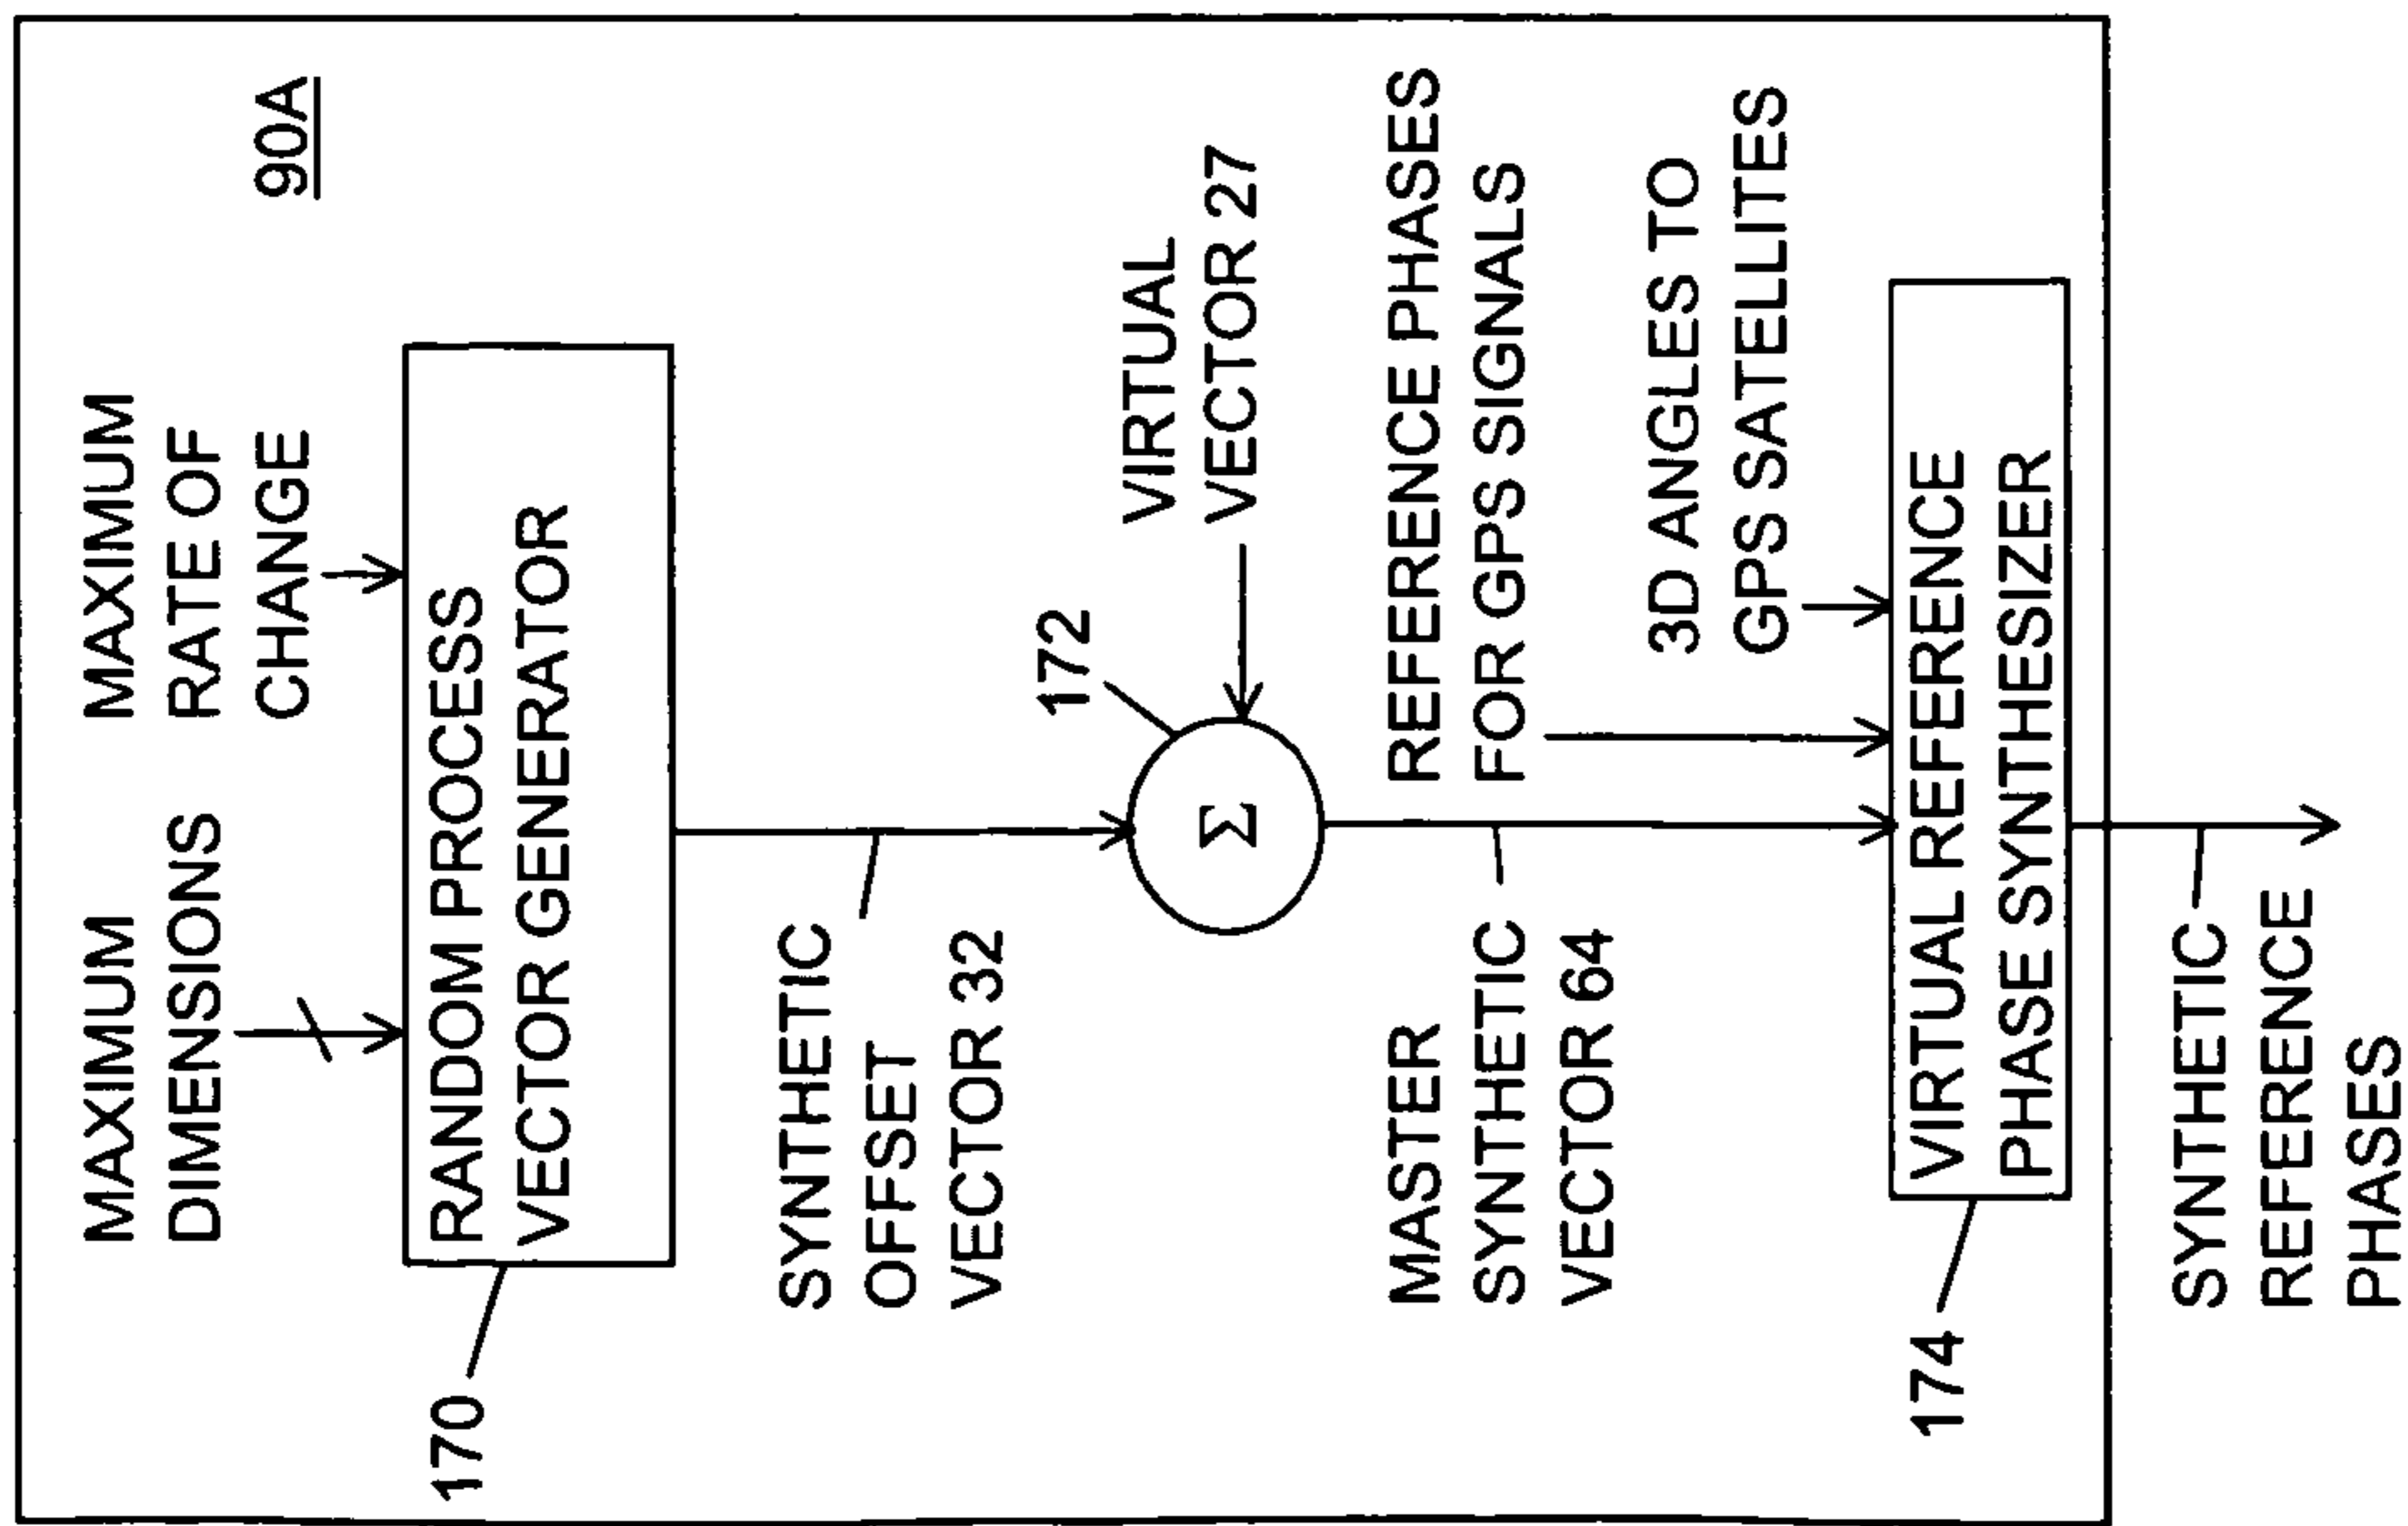 90A
MAXIMUM
DIMENSIONS
MAXIMUM
RATE OF
CHANGE
170
RANDOM PROCESS
VECTOR GENERATOR
SYNTHETIC
OFFSET
VECTOR 32
172
Σ
VIRTUAL
VECTOR 27
MASTER
SYNTHETIC
VECTOR 64
REFERENCE PHASES
FOR GPS SIGNALS
3D ANGLES TO
GPS SATELLITES
174
VIRTUAL REFERENCE
PHASE SYNTHESIZER
SYNTHETIC
REFERENCE
PHASES